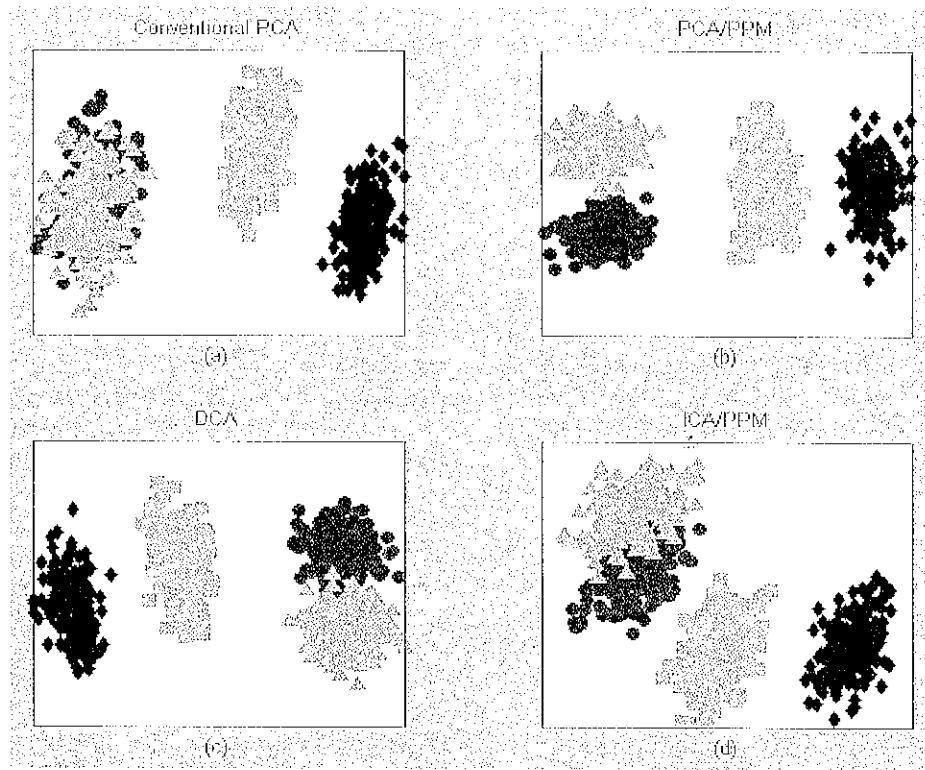 Conventional PCA
PCA/PPM
(a)
(b)
DCA
ICA/PPM
(c)
(d)